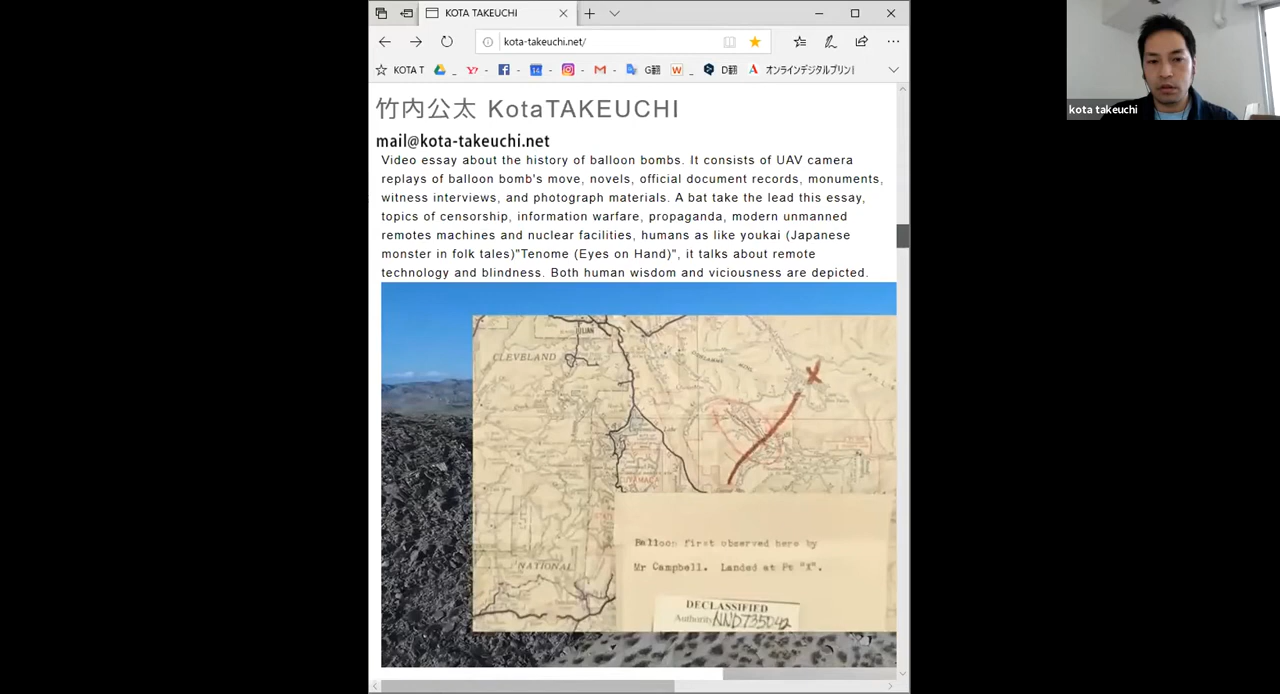 KOTA TAKEUCHI
kota-takeuchi.net/
KOTA T
G翻
D翻
オンラインデジタルプリント
竹内公太 KotaTAKEUCHI
mail@kota-takeuchi.net
Video essay about the history of balloon bombs. It consists of UAV camera
replays of balloon bomb's move, novels, official document records, monuments,
witness interviews, and photograph materials. A bat take the lead this essay,
topics of censorship, information warfare, propaganda, modern unmanned
remotes machines and nuclear facilities, humans as like youkai (Japanese
monster in folk tales)"Tenome (Eyes on Hand)", it talks about remote
technology and blindness. Both human wisdom and viciousness are depicted.
JULIAN
CLEVELAND
NATIONAL
Balloon first observed here by
Mr Campbell. Landed at Pt "X".
DECLASSIFIED
Authority NND735042
kota takeuchi